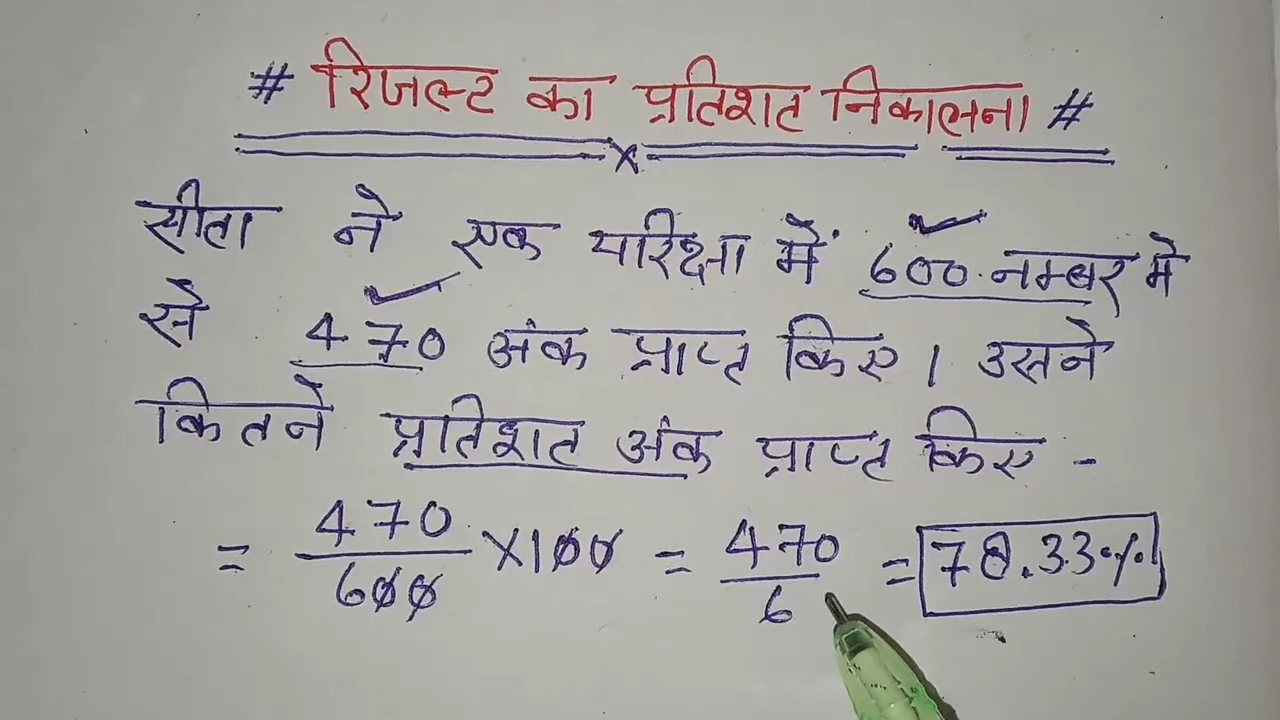 # रिजल्ट का प्रतिशत निकालना #
सीता ने एक परिक्षा में 600 नम्बर मे
से 470 अंक प्राप्त किए। उसने
कितने प्रतिशत अंक प्राप्त किए -
= 470/600 × 100 = 470/6 = 78.33%